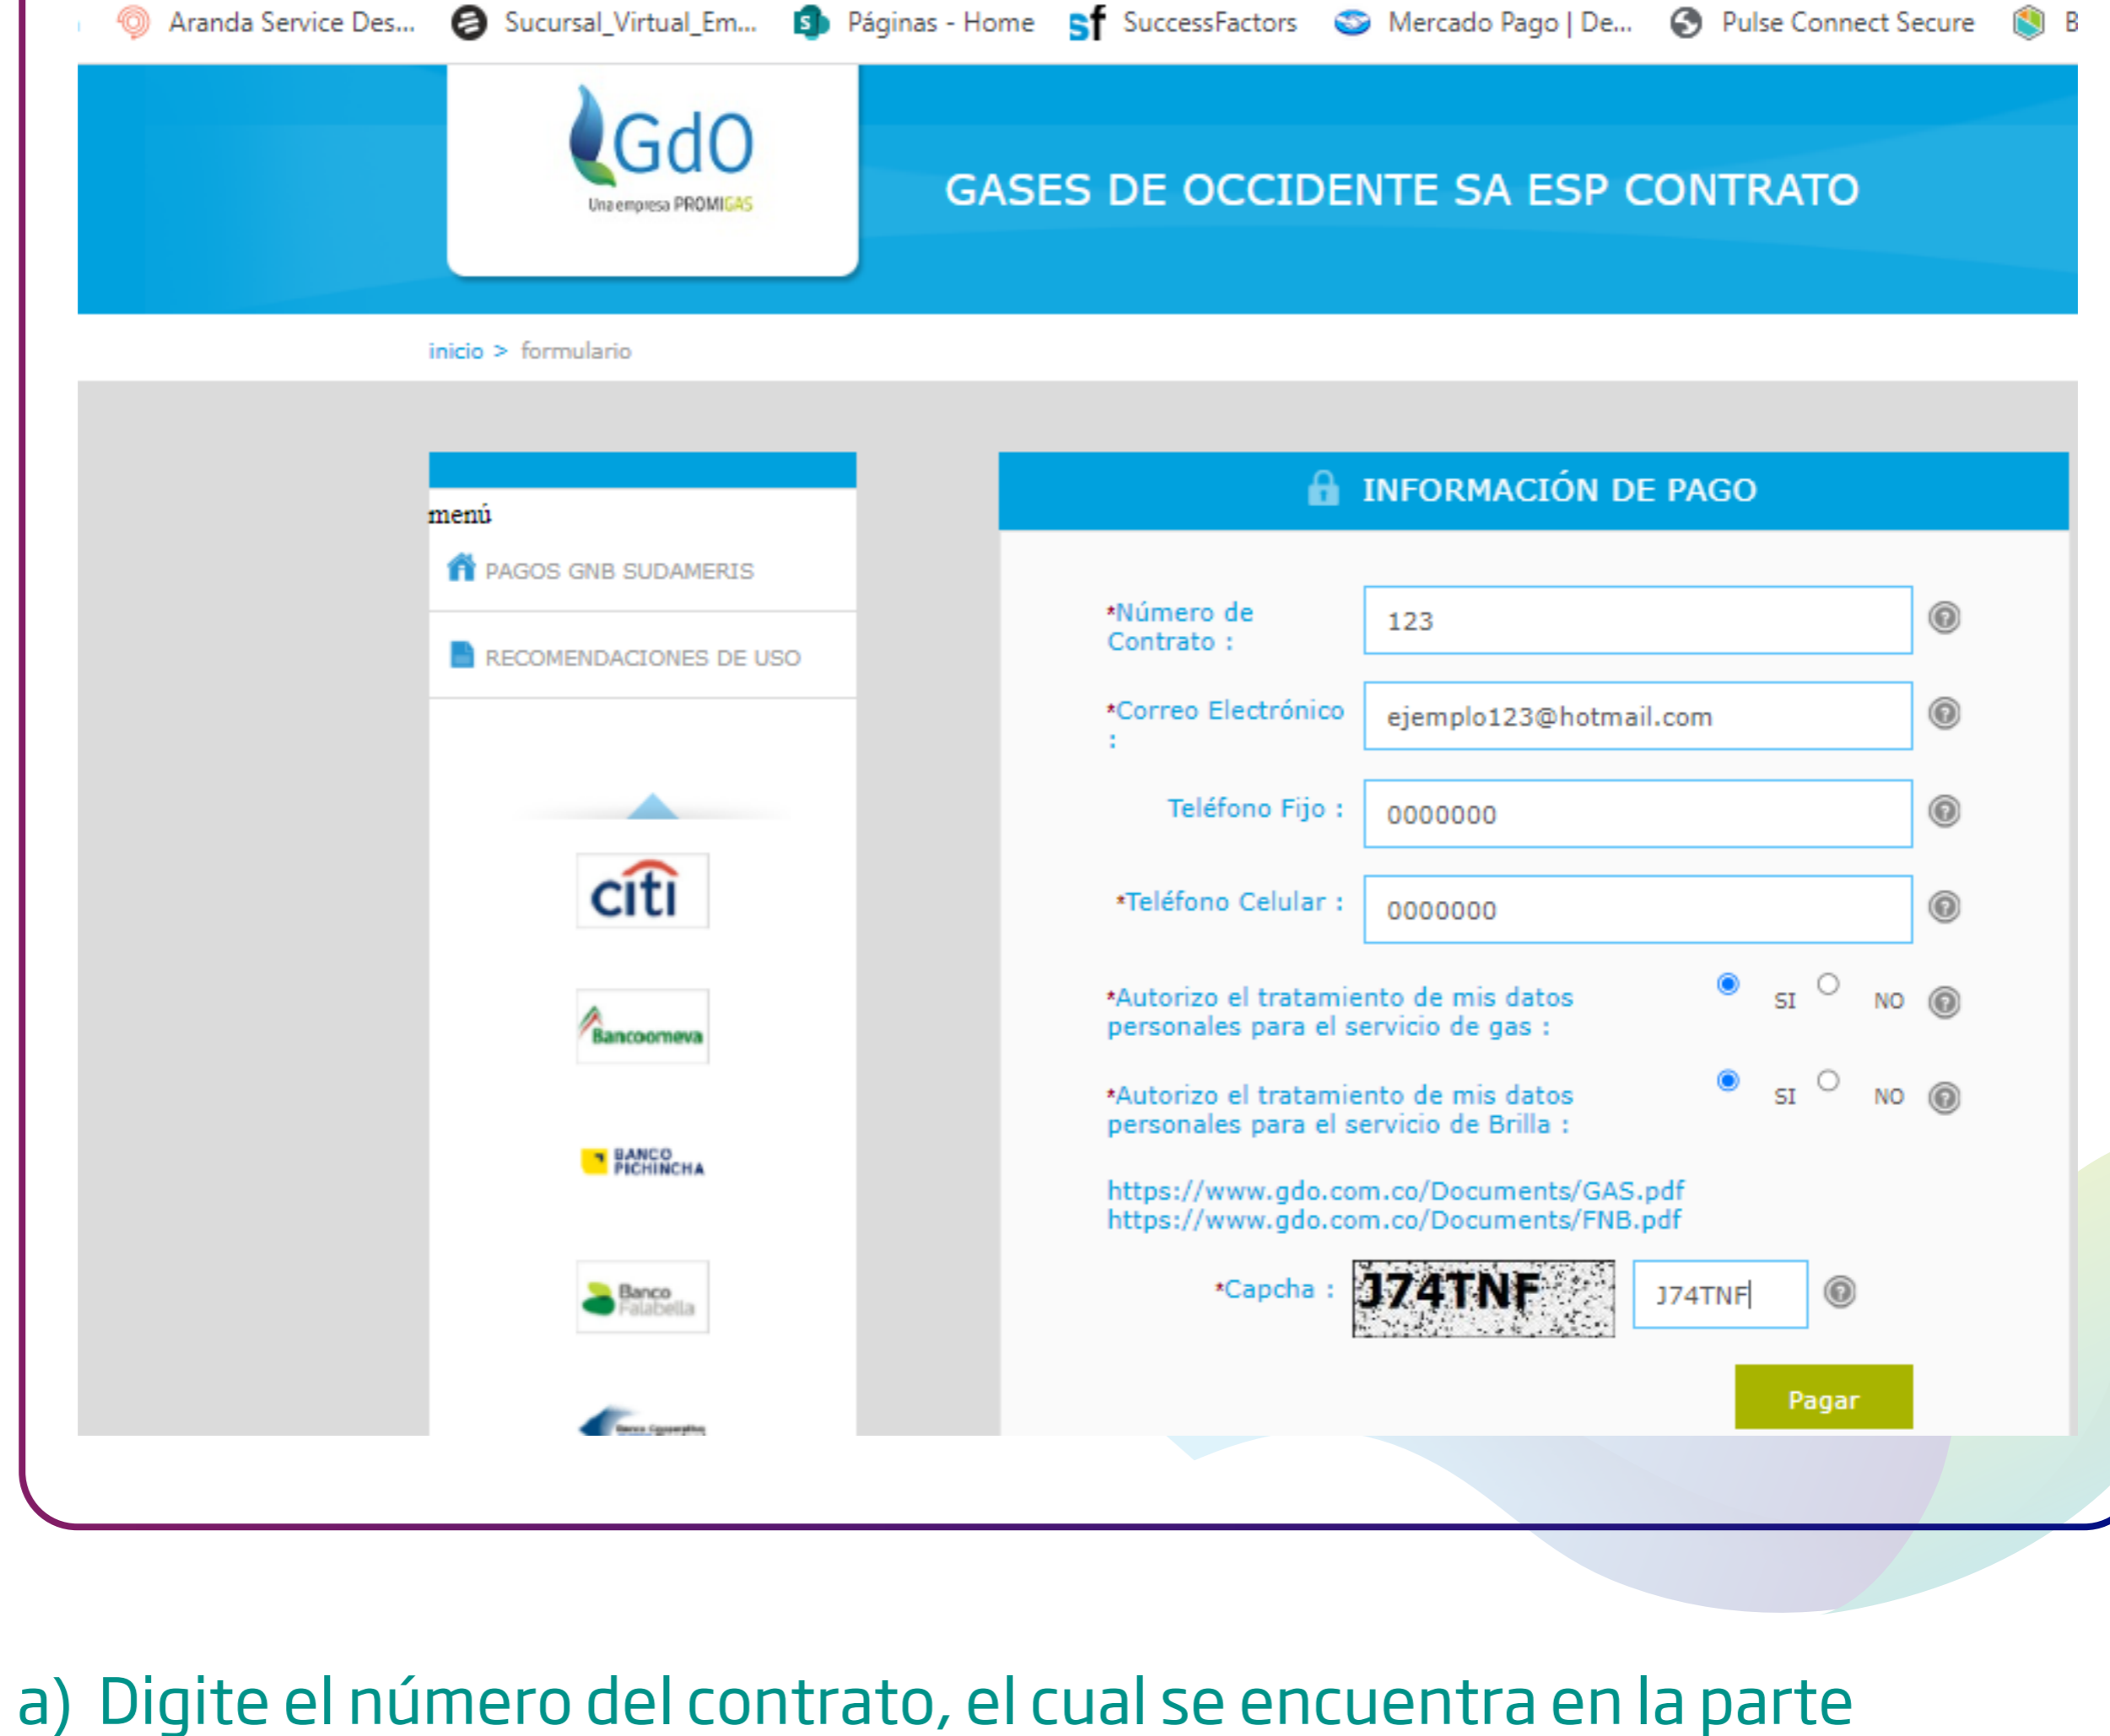 Aranda Service Des... Sucursal_Virtual_Em... Páginas - Home SuccessFactors Mercado Pago | De... Pulse Connect Secure B
GdO
Una empresa PROMIGAS
GASES DE OCCIDENTE SA ESP CONTRATO
inicio > formulario
menú
PAGOS GNB SUDAMERIS
RECOMENDACIONES DE USO
citi
Bancoomeva
BANCO
PICHINCHA
Banco
Falabella
INFORMACIÓN DE PAGO
*Número de
Contrato :
123
*Correo Electrónico
:
ejemplo123@hotmail.com
Teléfono Fijo :
0000000
*Teléfono Celular :
0000000
*Autorizo el tratamiento de mis datos
personales para el servicio de gas :
SI NO
*Autorizo el tratamiento de mis datos
personales para el servicio de Brilla :
SI NO
https://www.gdo.com.co/Documents/GAS.pdf
https://www.gdo.com.co/Documents/FNB.pdf
*Capcha :
J74TNF
J74TNF
Pagar
a) Digite el número del contrato, el cual se encuentra en la parte